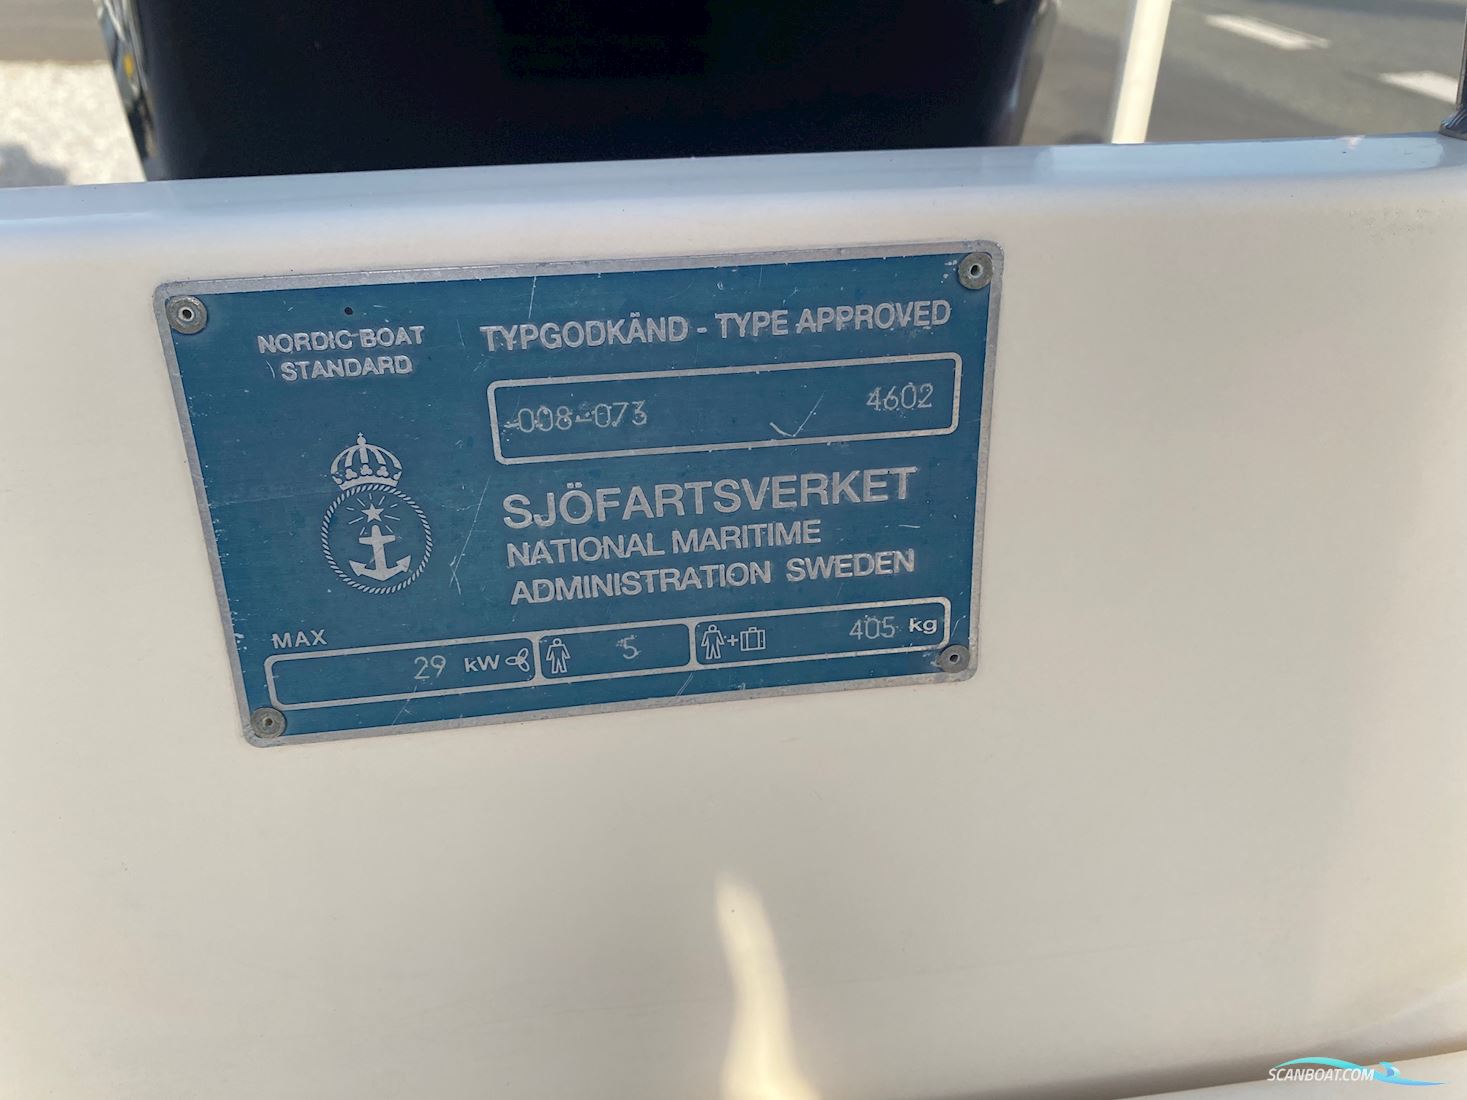 NORDIC BOAT
STANDARD
TYPGODKÄND - TYPE APPROVED
-008-073 4602
SJÖFARTSVERKET
NATIONAL MARITIME
ADMINISTRATION SWEDEN
MAX
29 kW 5 + 405 kg
SCANBOAT.COM